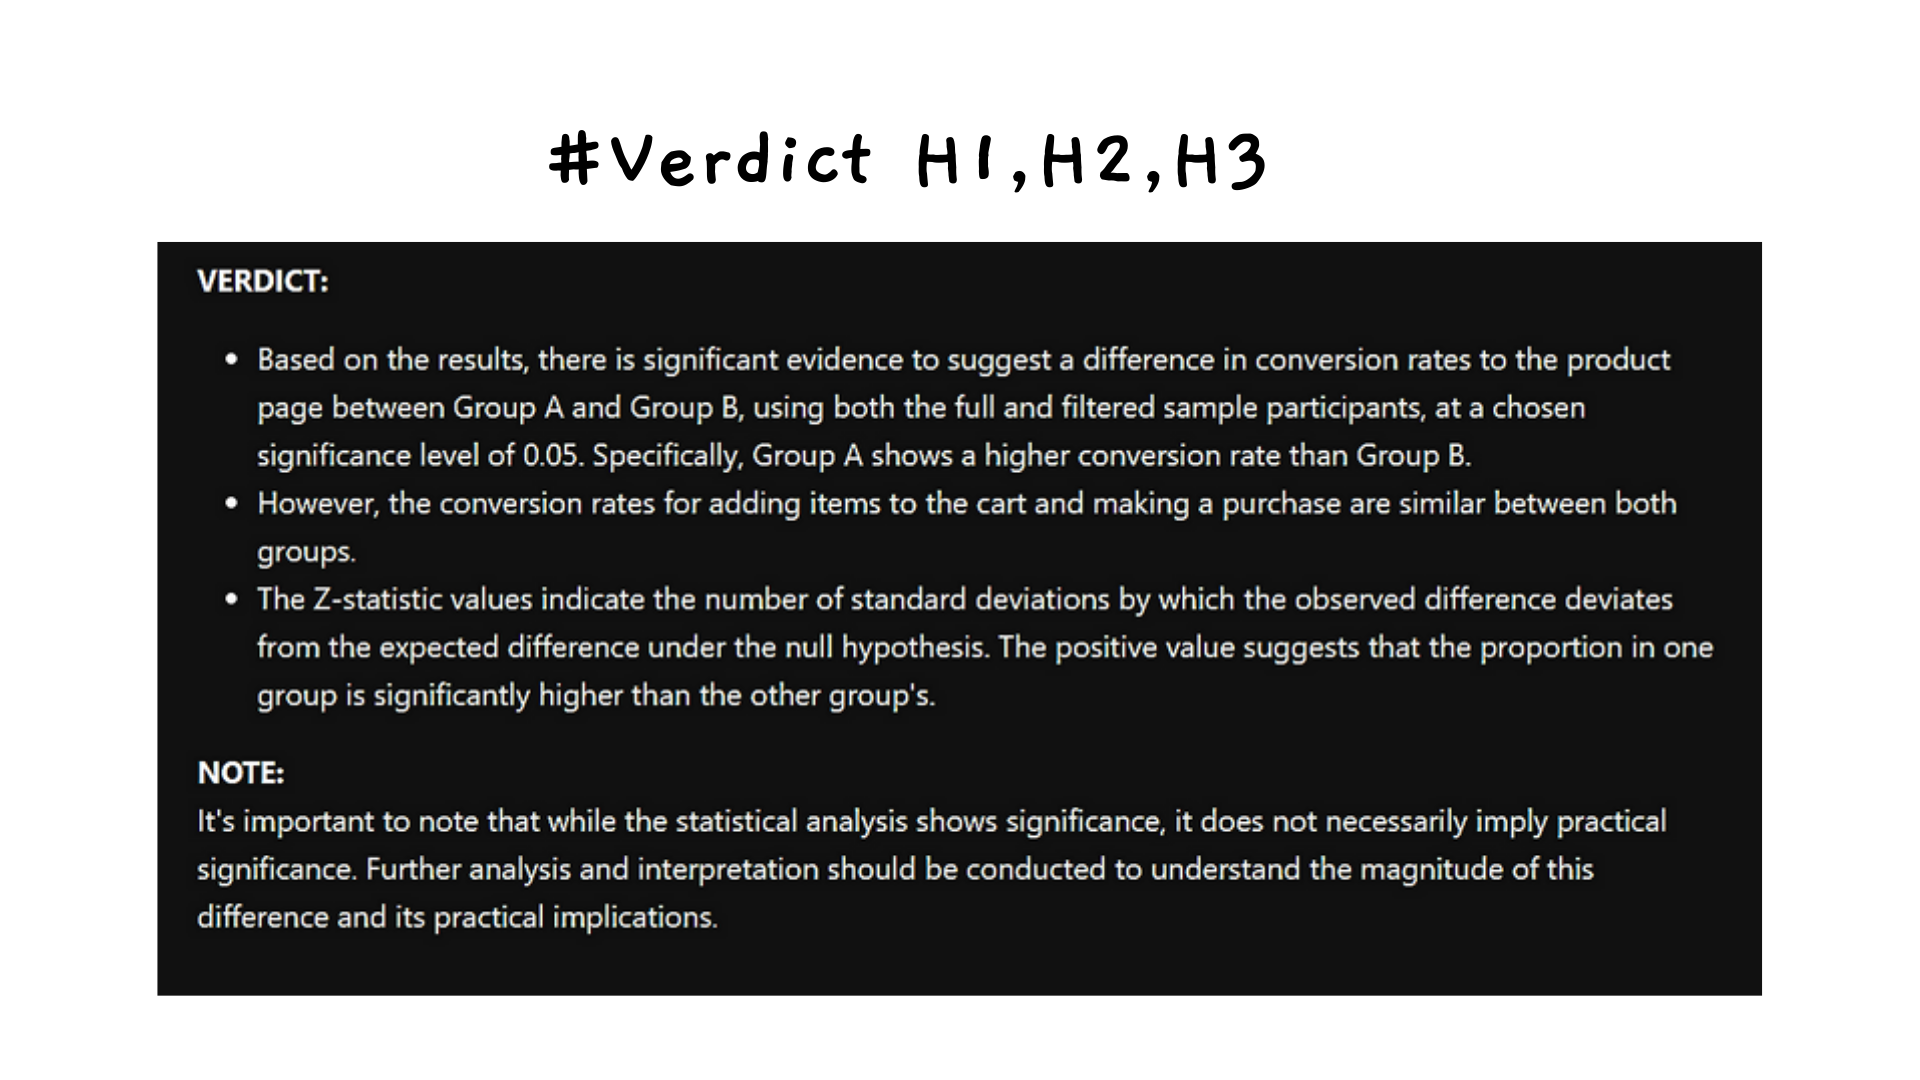 #Verdict H1,H2,H3
VERDICT:
• Based on the results, there is significant evidence to suggest a difference in conversion rates to the product
page between Group A and Group B, using both the full and filtered sample participants, at a chosen
significance level of 0.05. Specifically, Group A shows a higher conversion rate than Group B.
• However, the conversion rates for adding items to the cart and making a purchase are similar between both
groups.
• The Z-statistic values indicate the number of standard deviations by which the observed difference deviates
from the expected difference under the null hypothesis. The positive value suggests that the proportion in one
group is significantly higher than the other group's.
NOTE:
It's important to note that while the statistical analysis shows significance, it does not necessarily imply practical
significance. Further analysis and interpretation should be conducted to understand the magnitude of this
difference and its practical implications.